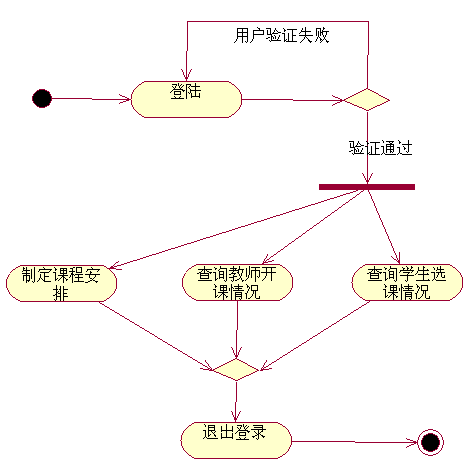 用户验证失败
登陆
验证通过
制定课程安
排
查询教师开
课情况
查询学生选
课情况
退出登录